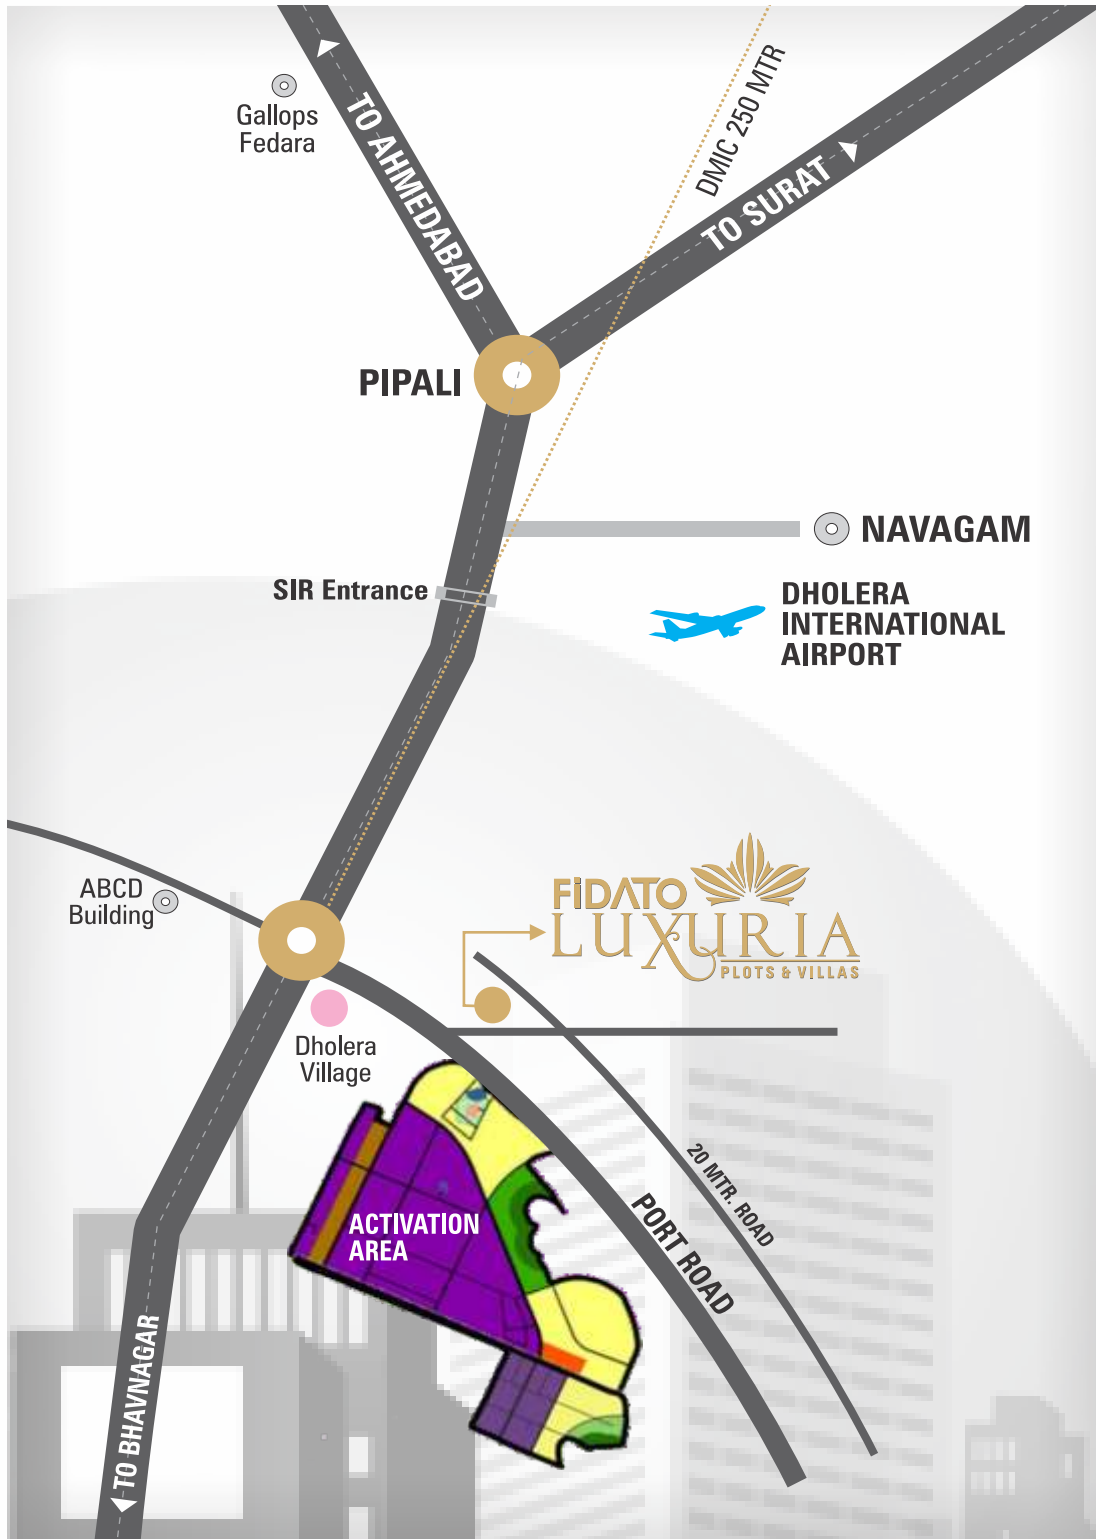 Gallops
Fedara
TO AHMEDABAD
DMIC 250 MTR
TO SURAT
PIPALI
NAVAGAM
SIR Entrance
DHOLERA
INTERNATIONAL
AIRPORT
ABCD
Building
FiDATO
LUXURIA
PLOTS & VILLAS
Dholera
Village
ACTIVATION
AREA
20 MTR. ROAD
PORT ROAD
TO BHAVNAGAR